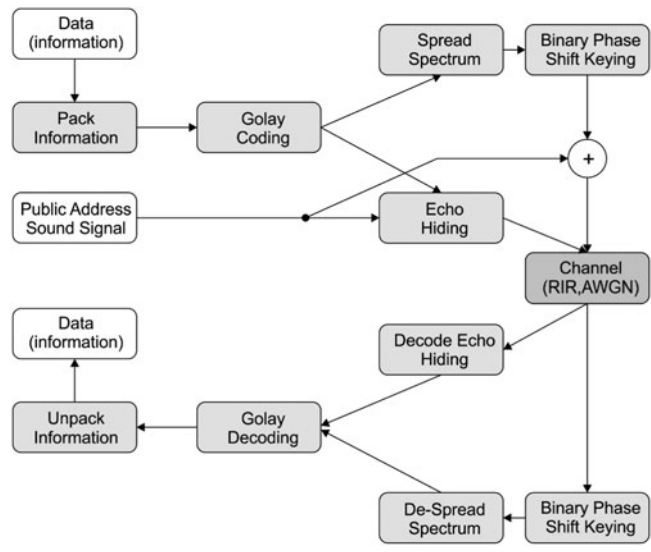 Data
(information)
Spread
Spectrum
Binary Phase
Shift Keying
Pack
Information
Golay
Coding
+
Public Address
Sound Signal
Echo
Hiding
Channel
(RIR,AWGN)
Data
(information)
Decode Echo
Hiding
Unpack
Information
Golay
Decoding
De-Spread
Spectrum
Binary Phase
Shift Keying